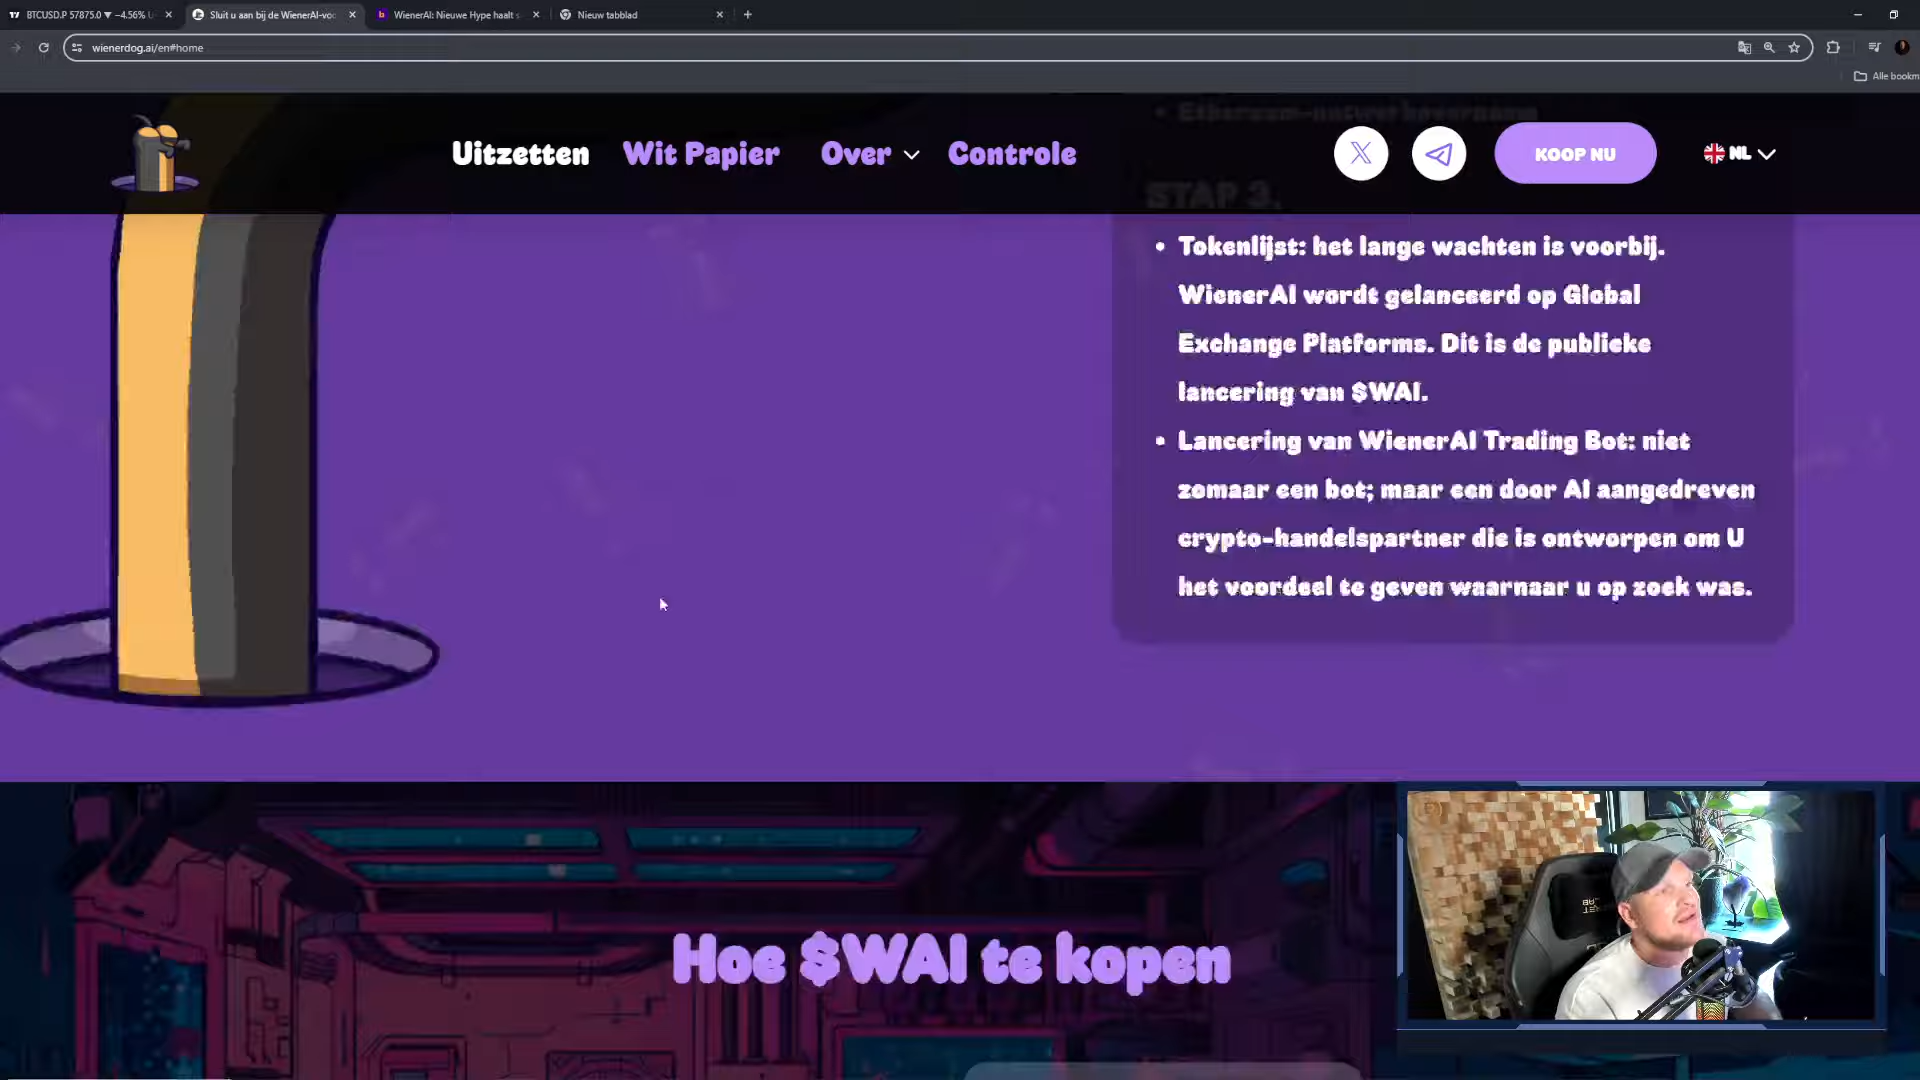 BTCUSD.P 57875.0 ▼ −4.56% U
Sluit u aan bij de WienerAI-voo
WienerAI: Nieuwe Hype haalt s
Nieuw tabblad
wienerdog.ai/en#home
Alle bookm
Uitzetten
Wit Papier
Over
Controle
KOOP NU
NL
STAP 3.
• Tokenlijst: het lange wachten is voorbij.
WienerAI wordt gelanceerd op Global
Exchange Platforms. Dit is de publieke
lancering van $WAI.
• Lancering van WienerAI Trading Bot: niet
zomaar een bot; maar een door AI aangedreven
crypto-handelspartner die is ontworpen om U
het voordeel te geven waarnaar u op zoek was.
Hoe $WAI te kopen